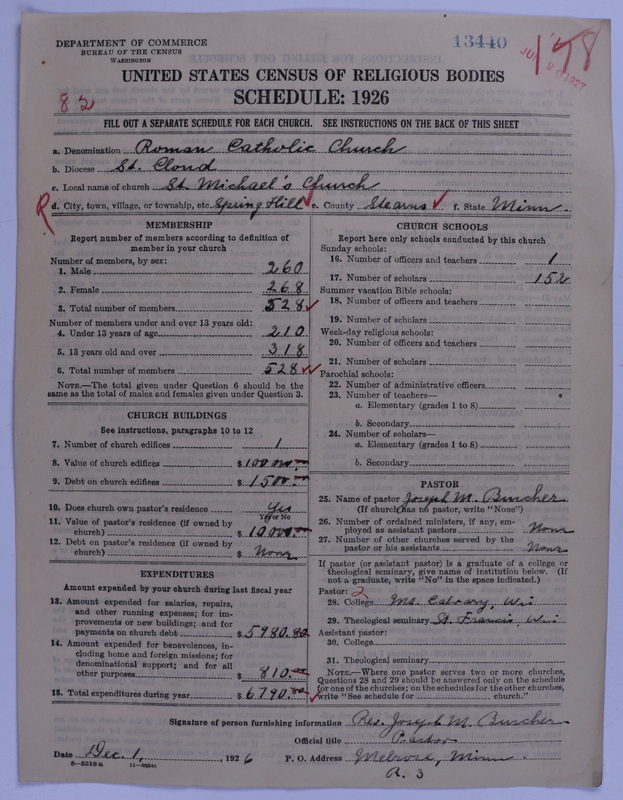 DEPARTMENT OF COMMERCE
BUREAU OF THE CENSUS
WASHINGTON
13440
82
UNITED STATES CENSUS OF RELIGIOUS BODIES
SCHEDULE: 1926
FILL OUT A SEPARATE SCHEDULE FOR EACH CHURCH. SEE INSTRUCTIONS ON THE BACK OF THIS SHEET
a. Denomination Roman Catholic Church
b. Diocese St. Cloud
c. Local name of church St. Michael's Church
R d. City, town, village, or township, etc. Spring Hill e. County Stearns f. State Minn.
MEMBERSHIP
Report number of members according to definition of
member in your church
Number of members, by sex:
1. Male 260
2. Female 268
3. Total number of members 528
Number of members under and over 13 years old:
4. Under 13 years of age 210
5. 13 years old and over 318
6. Total number of members 528
NOTE.—The total given under Question 6 should be the
same as the total of males and females given under Question 3.
CHURCH BUILDINGS
See instructions, paragraphs 10 to 12
7. Number of church edifices 1
8. Value of church edifices $ 100 000.
9. Debt on church edifices $ 1500.
10. Does church own pastor's residence Yes
Yes or No
11. Value of pastor's residence (if owned by
church) $ 10,000.
12. Debt on pastor's residence (if owned by
church) $ None
EXPENDITURES
Amount expended by your church during last fiscal year
13. Amount expended for salaries, repairs,
and other running expenses; for im-
provements or new buildings; and for
payments on church debt $ 5980.80
14. Amount expended for benevolences, in-
cluding home and foreign missions; for
denominational support; and for all
other purposes $ 810.
15. Total expenditures during year $ 6790.
CHURCH SCHOOLS
Report here only schools conducted by this church
Sunday schools:
16. Number of officers and teachers 1
17. Number of scholars 152
Summer vacation Bible schools:
18. Number of officers and teachers
19. Number of scholars
Week-day religious schools:
20. Number of officers and teachers
21. Number of scholars
Parochial schools:
22. Number of administrative officers
23. Number of teachers—
a. Elementary (grades 1 to 8)
b. Secondary
24. Number of scholars—
a. Elementary (grades 1 to 8)
b. Secondary
PASTOR
25. Name of pastor Joseph M. Burcher
(If church has no pastor, write "None")
26. Number of ordained ministers, if any, em-
ployed as assistant pastors None
27. Number of other churches served by the
pastor or his assistants None
If pastor (or assistant pastor) is a graduate of a college or
theological seminary, give name of institution below. (If
not a graduate, write "No" in the space indicated.)
Pastor: 2
28. College Mt. Calvary, Wis
29. Theological seminary St. Francis, Wis
Assistant pastor:
30. College
31. Theological seminary
NOTE.—Where one pastor serves two or more churches,
Questions 28 and 29 should be answered only on the schedule
for one of the churches; on the schedules for the other churches,
write "See schedule for church."
Signature of person furnishing information Rev. Joseph M. Burcher
Official title Pastor
Date Dec. 1, 1926 P. O. Address Melrose, Minn.
8-5518a R. 3